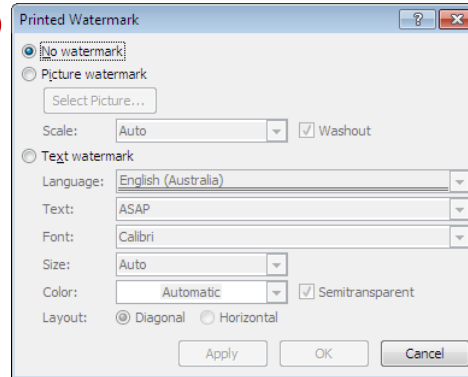 Printed Watermark
No watermark
Picture watermark
Select Picture...
Scale: Auto Washout
Text watermark
Language: English (Australia)
Text: ASAP
Font: Calibri
Size: Auto
Color: Automatic Semitransparent
Layout: Diagonal Horizontal
Apply OK Cancel